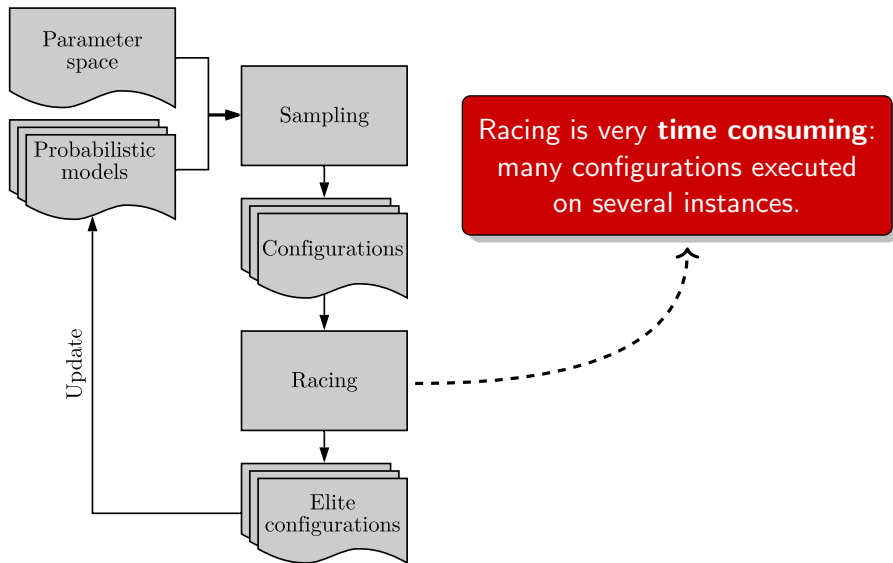 Parameter
space
Probabilistic
models
Sampling
Configurations
Racing
Elite
configurations
Update
Racing is very time consuming:
many configurations executed
on several instances.